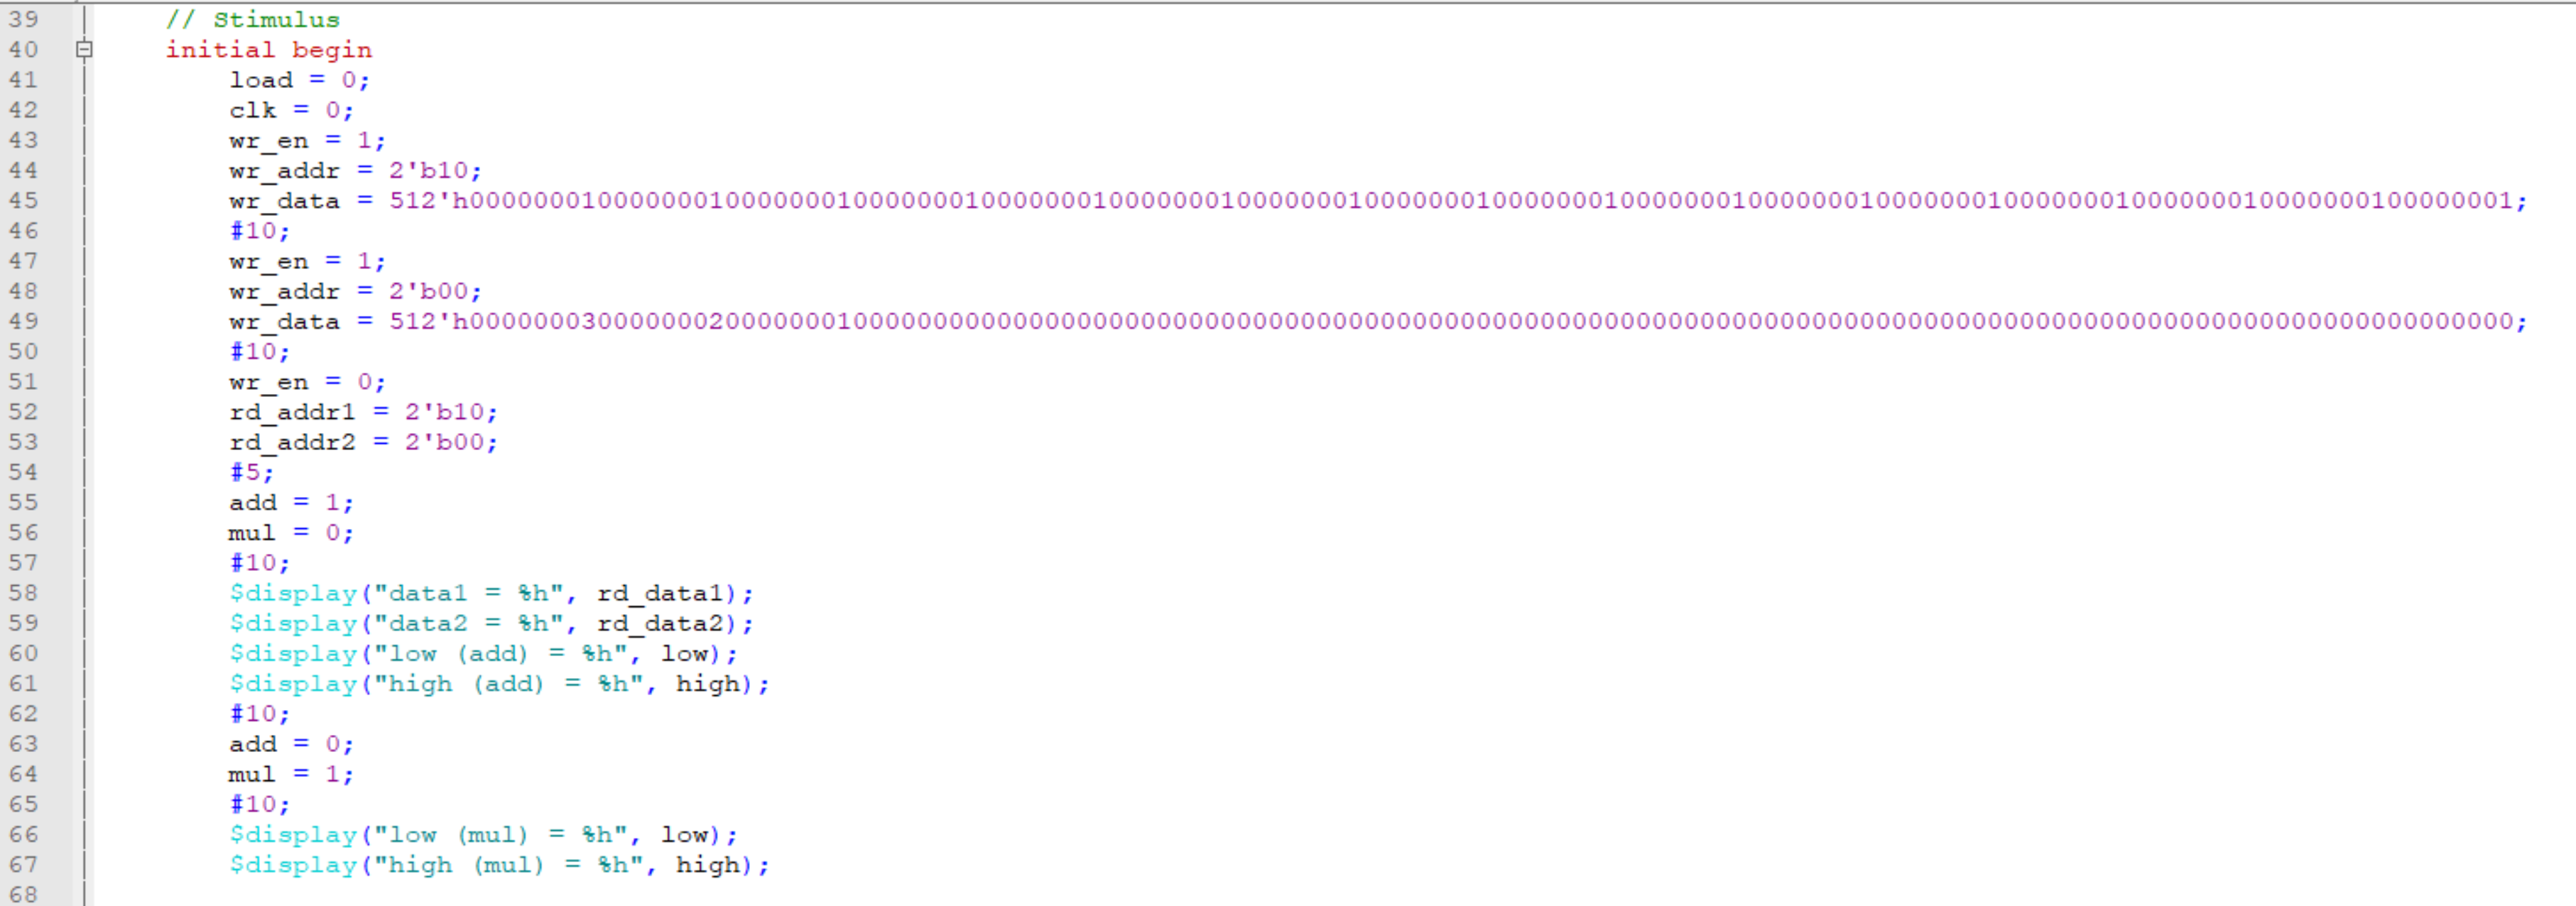 39 // Stimulus
40 initial begin
41 load = 0;
42 clk = 0;
43 wr_en = 1;
44 wr_addr = 2'b10;
45 wr_data = 512'h00000001000000010000000100000001000000010000000100000001000000010000000100000001000000010000000100000001000000010000000100000001;
46 #10;
47 wr_en = 1;
48 wr_addr = 2'b00;
49 wr_data = 512'h00000003000000020000000100000000000000000000000000000000000000000000000000000000000000000000000000000000000000000000000000000000;
50 #10;
51 wr_en = 0;
52 rd_addr1 = 2'b10;
53 rd_addr2 = 2'b00;
54 #5;
55 add = 1;
56 mul = 0;
57 #10;
58 $display("data1 = %h", rd_data1);
59 $display("data2 = %h", rd_data2);
60 $display("low (add) = %h", low);
61 $display("high (add) = %h", high);
62 #10;
63 add = 0;
64 mul = 1;
65 #10;
66 $display("low (mul) = %h", low);
67 $display("high (mul) = %h", high);
68